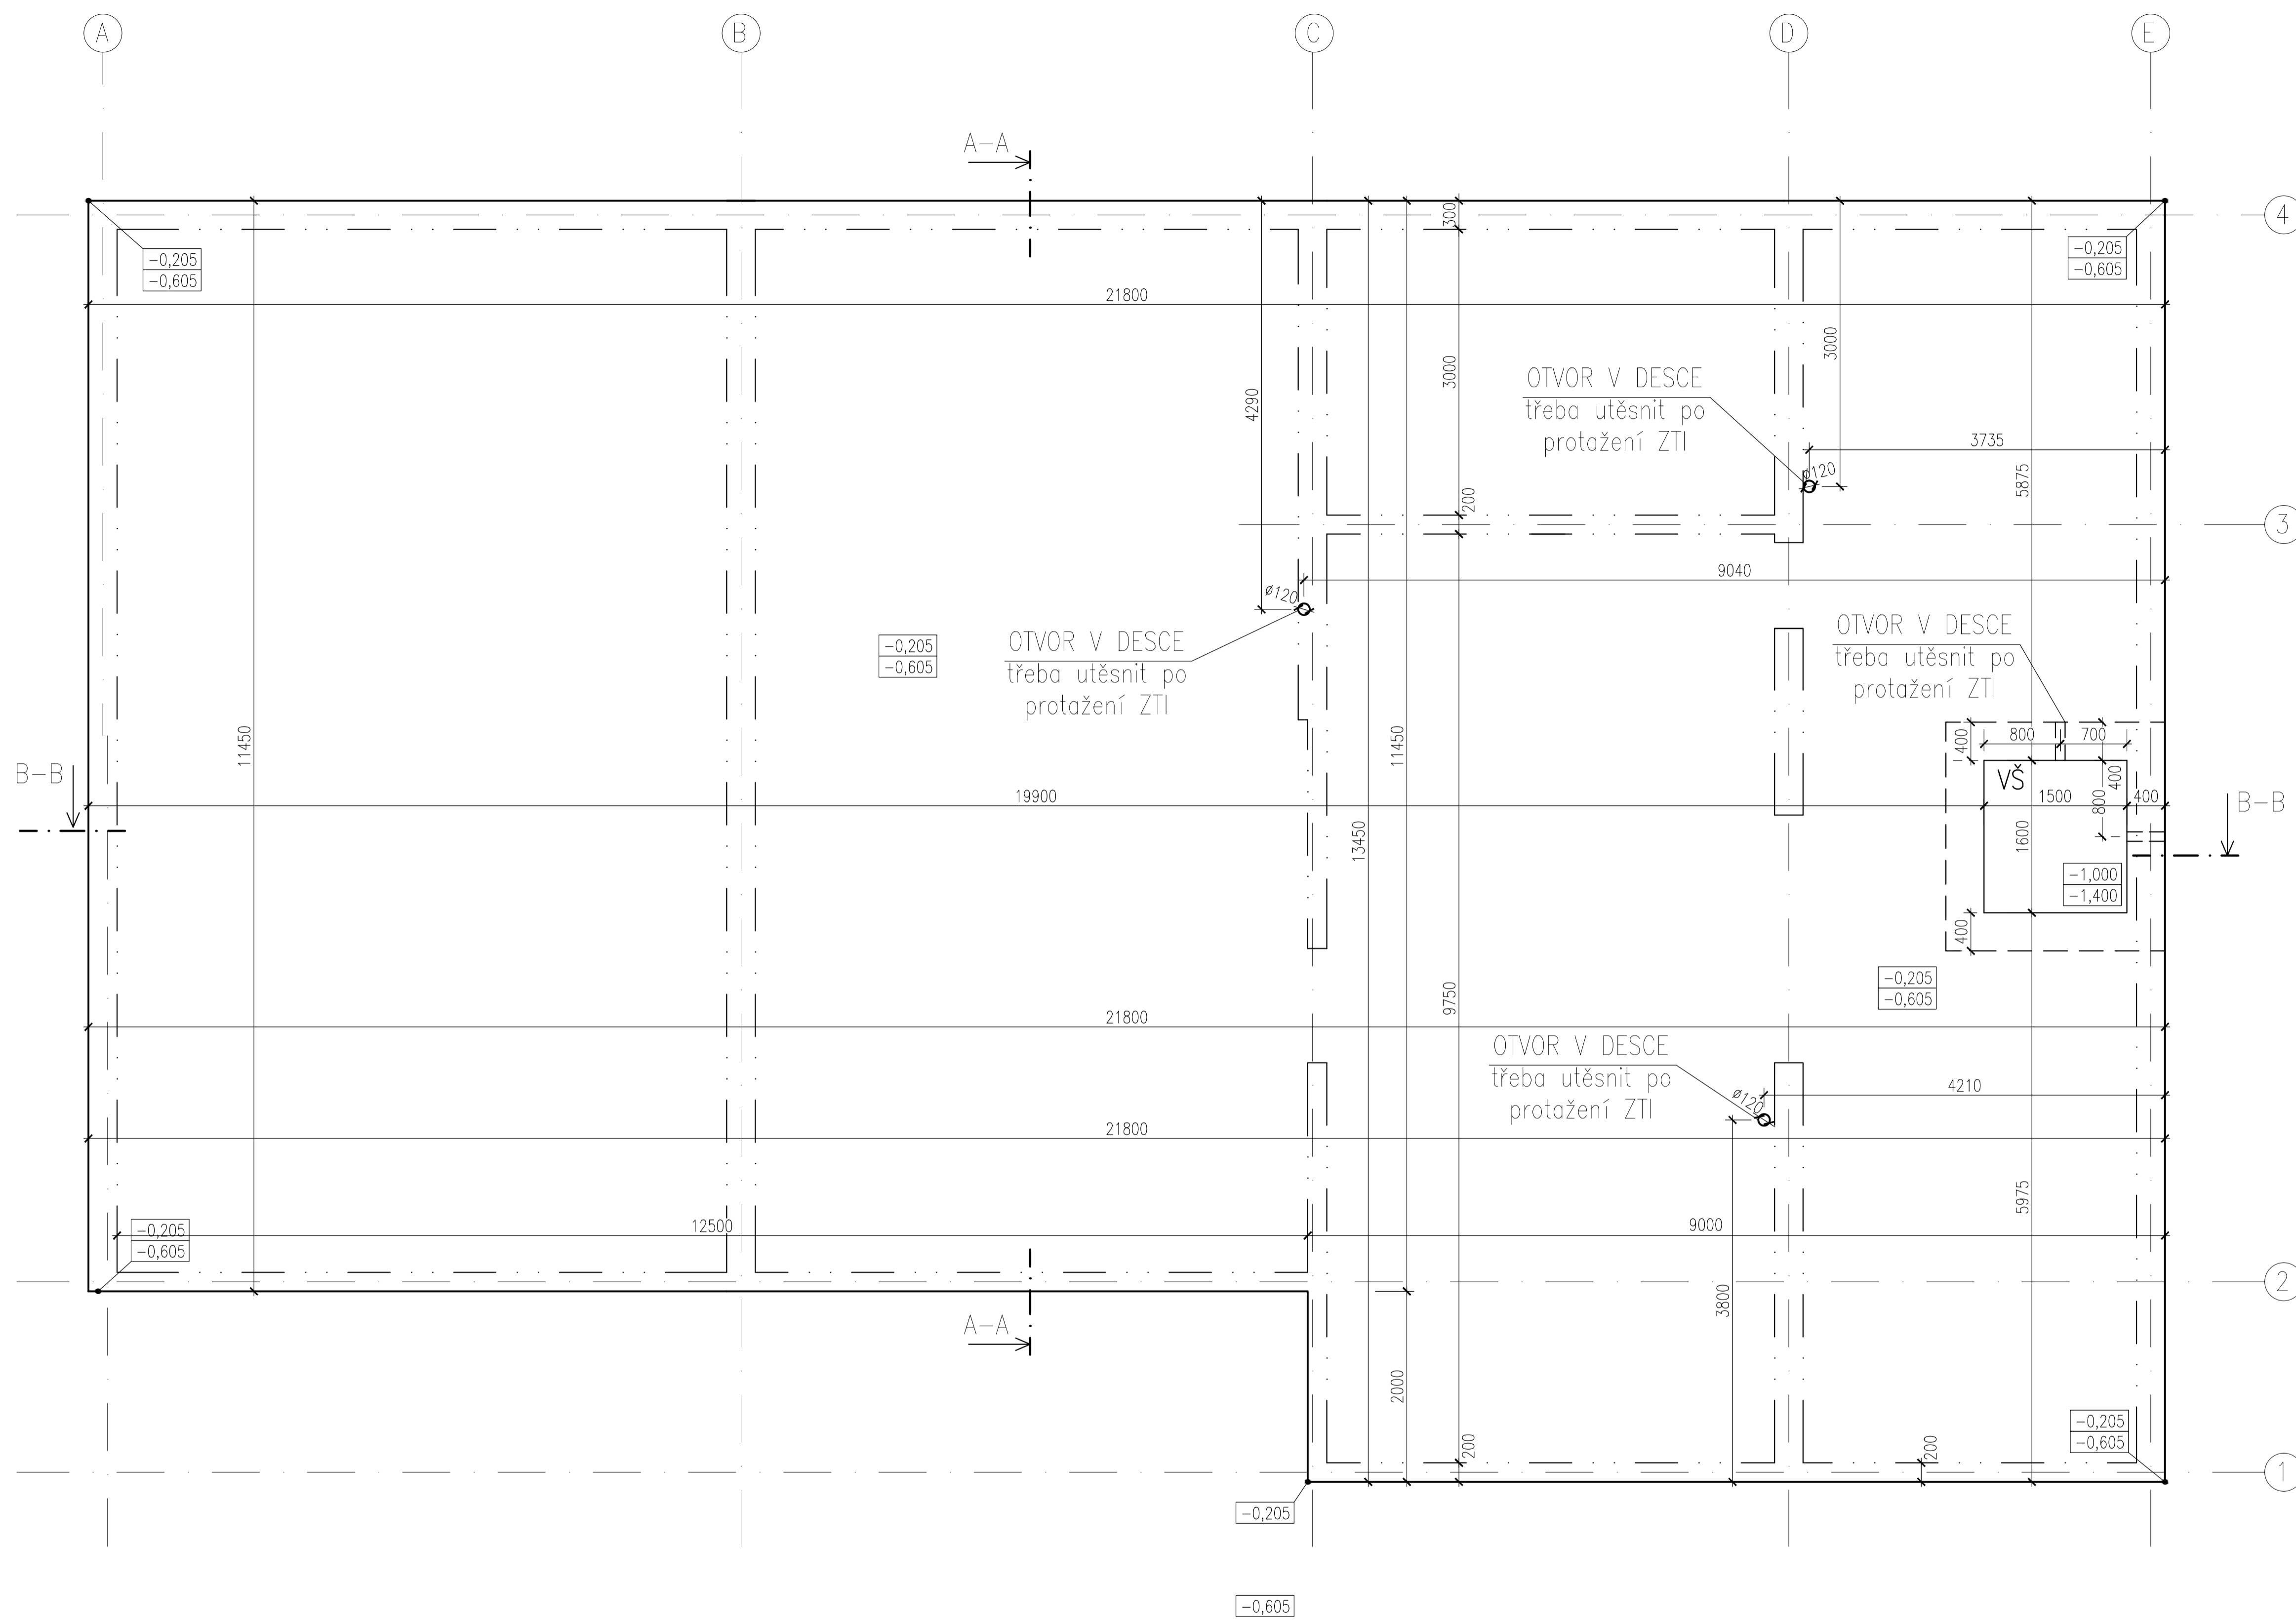 A
B
C
D
E
A-A
4
300
-0,205
-0,605
-0,205
-0,605
21800
3000
3000
4290
OTVOR V DESCE
třeba utěsnit po
protažení ZTI
3735
ø120
5875
200
3
9040
ø120
OTVOR V DESCE
třeba utěsnit po
protažení ZTI
-0,205
-0,605
OTVOR V DESCE
třeba utěsnit po
protažení ZTI
11450
11450
400
800
700
B-B
VŠ
400
19900
1500
400
800
B-B
13450
1600
-1,000
-1,400
400
9750
-0,205
-0,605
21800
OTVOR V DESCE
třeba utěsnit po
protažení ZTI
4210
ø120
21800
5975
-0,205
-0,605
12500
9000
2
3800
A-A
2000
-0,205
-0,605
200
200
1
-0,205
-0,605